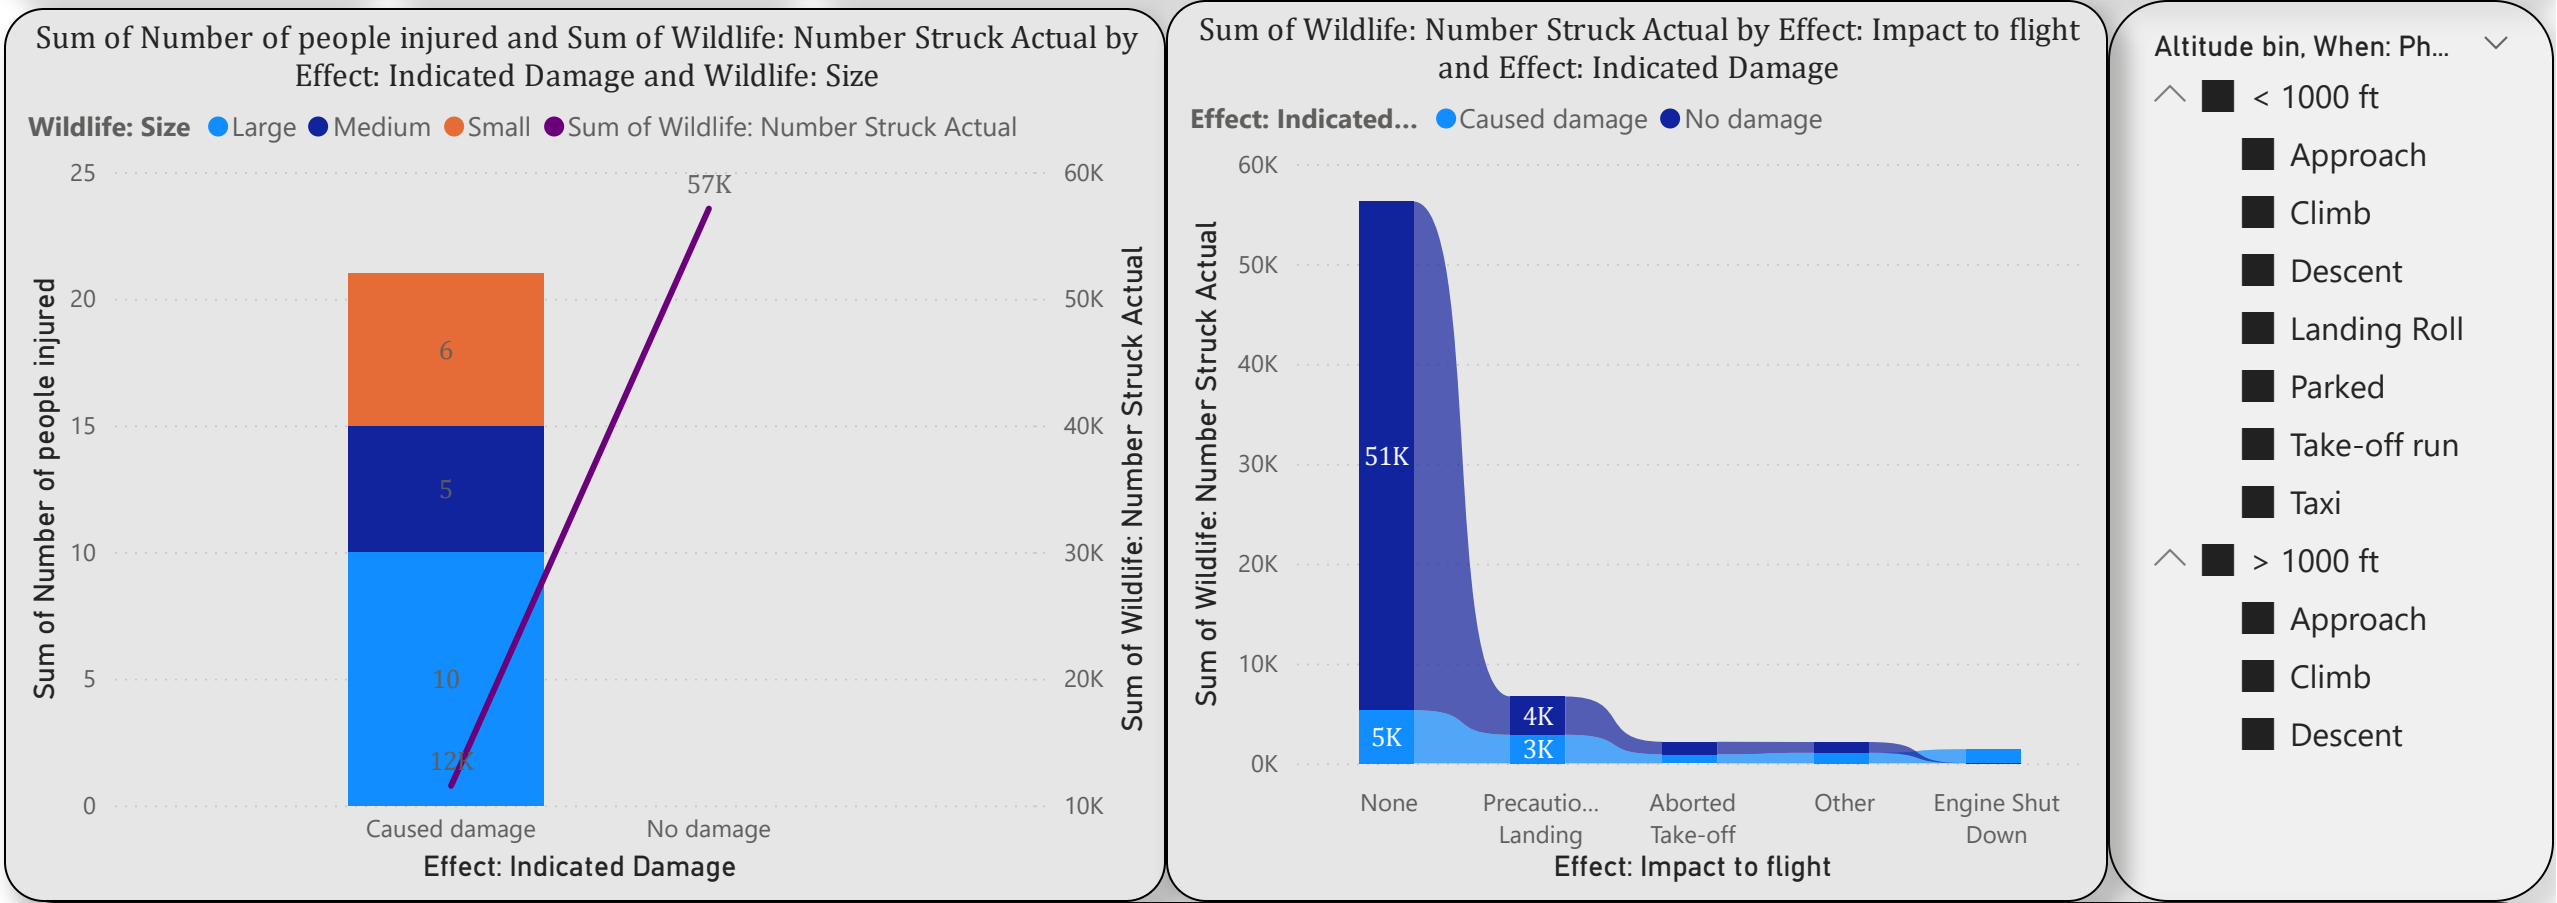 Sum of Number of people injured and Sum of Wildlife: Number Struck Actual by
Effect: Indicated Damage and Wildlife: Size
Wildlife: Size Large Medium Small Sum of Wildlife: Number Struck Actual
25
20
15
10
5
0
Sum of Number of people injured
6
5
10
12K
57K
60K
50K
40K
30K
20K
10K
Sum of Wildlife: Number Struck Actual
Caused damage No damage
Effect: Indicated Damage
Sum of Wildlife: Number Struck Actual by Effect: Impact to flight
and Effect: Indicated Damage
Effect: Indicated... Caused damage No damage
60K
50K
40K
30K
20K
10K
0K
Sum of Wildlife: Number Struck Actual
51K
5K
4K
3K
None
Precautio...
Landing
Aborted
Take-off
Other
Engine Shut
Down
Effect: Impact to flight
Altitude bin, When: Ph...
< 1000 ft
Approach
Climb
Descent
Landing Roll
Parked
Take-off run
Taxi
> 1000 ft
Approach
Climb
Descent